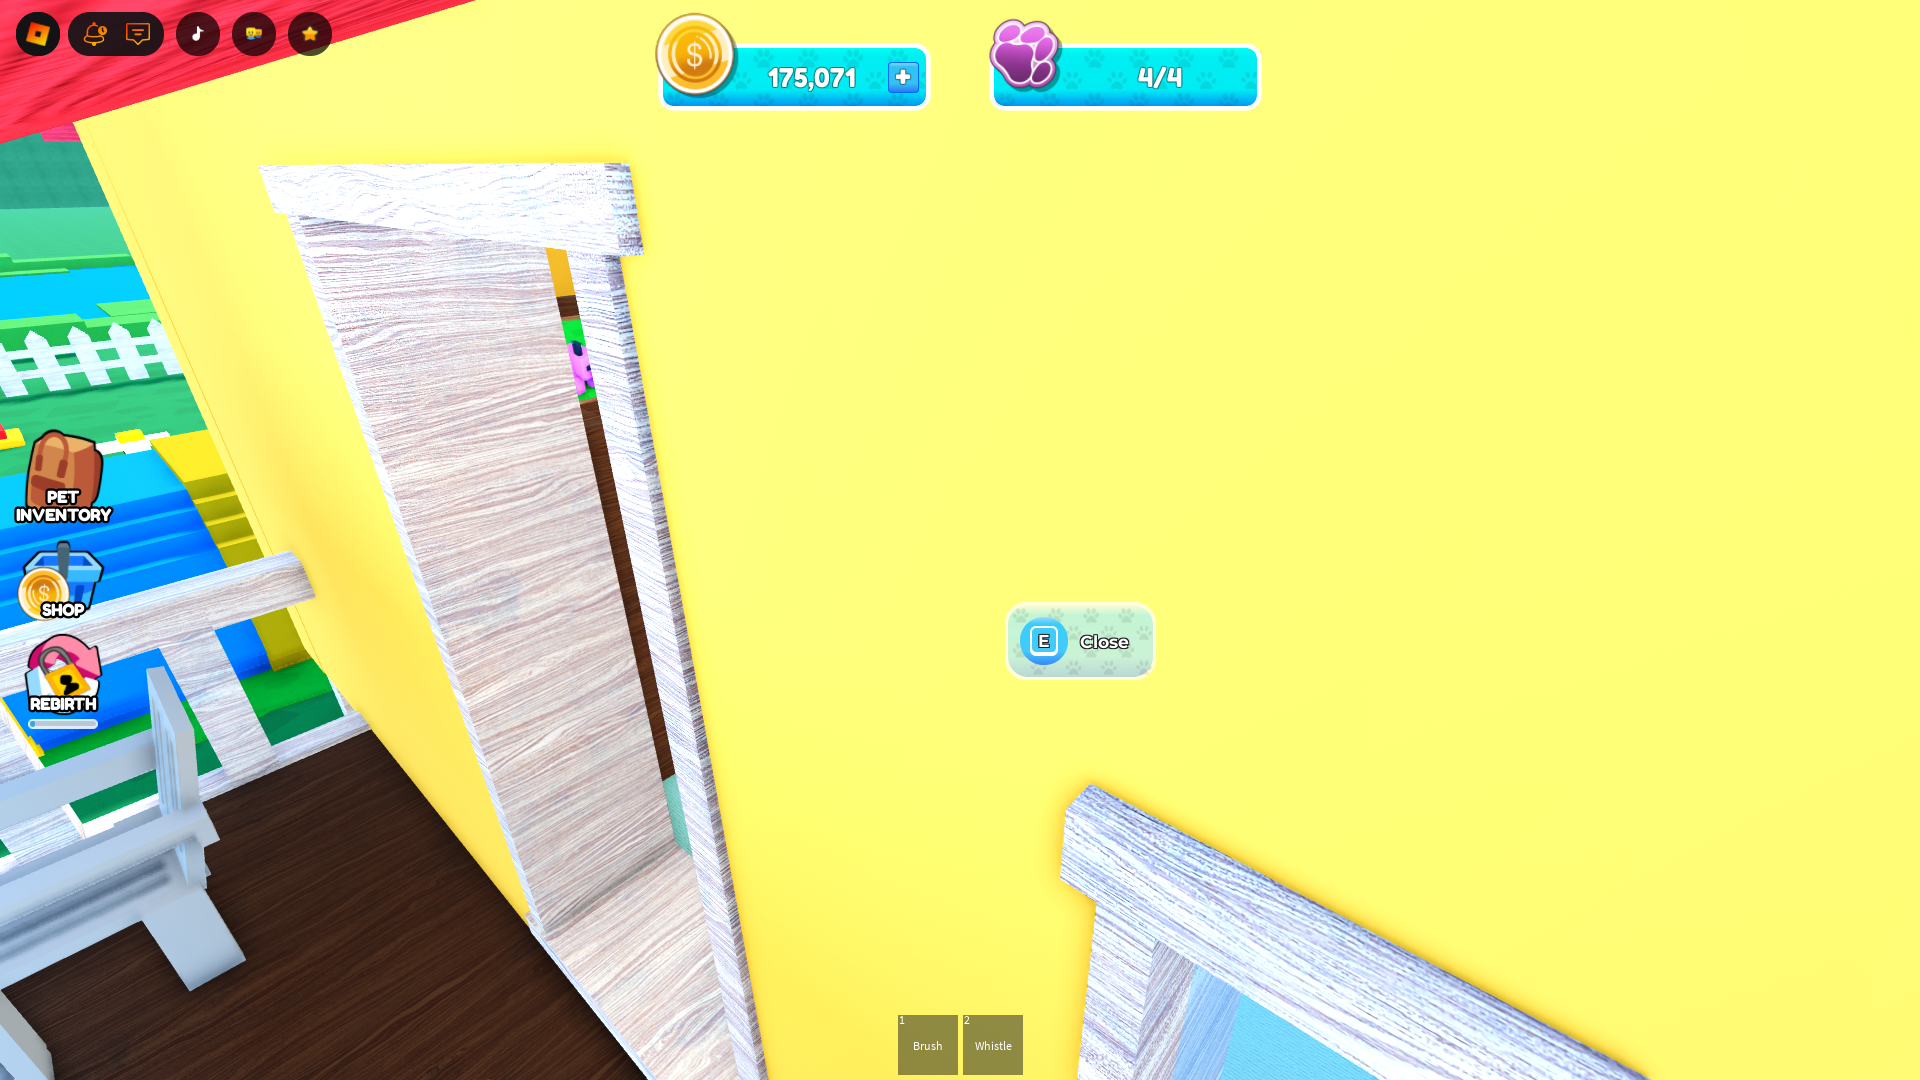 175,071
4/4
PET
INVENTORY
SHOP
REBIRTH
E Close
1
Brush
2
Whistle